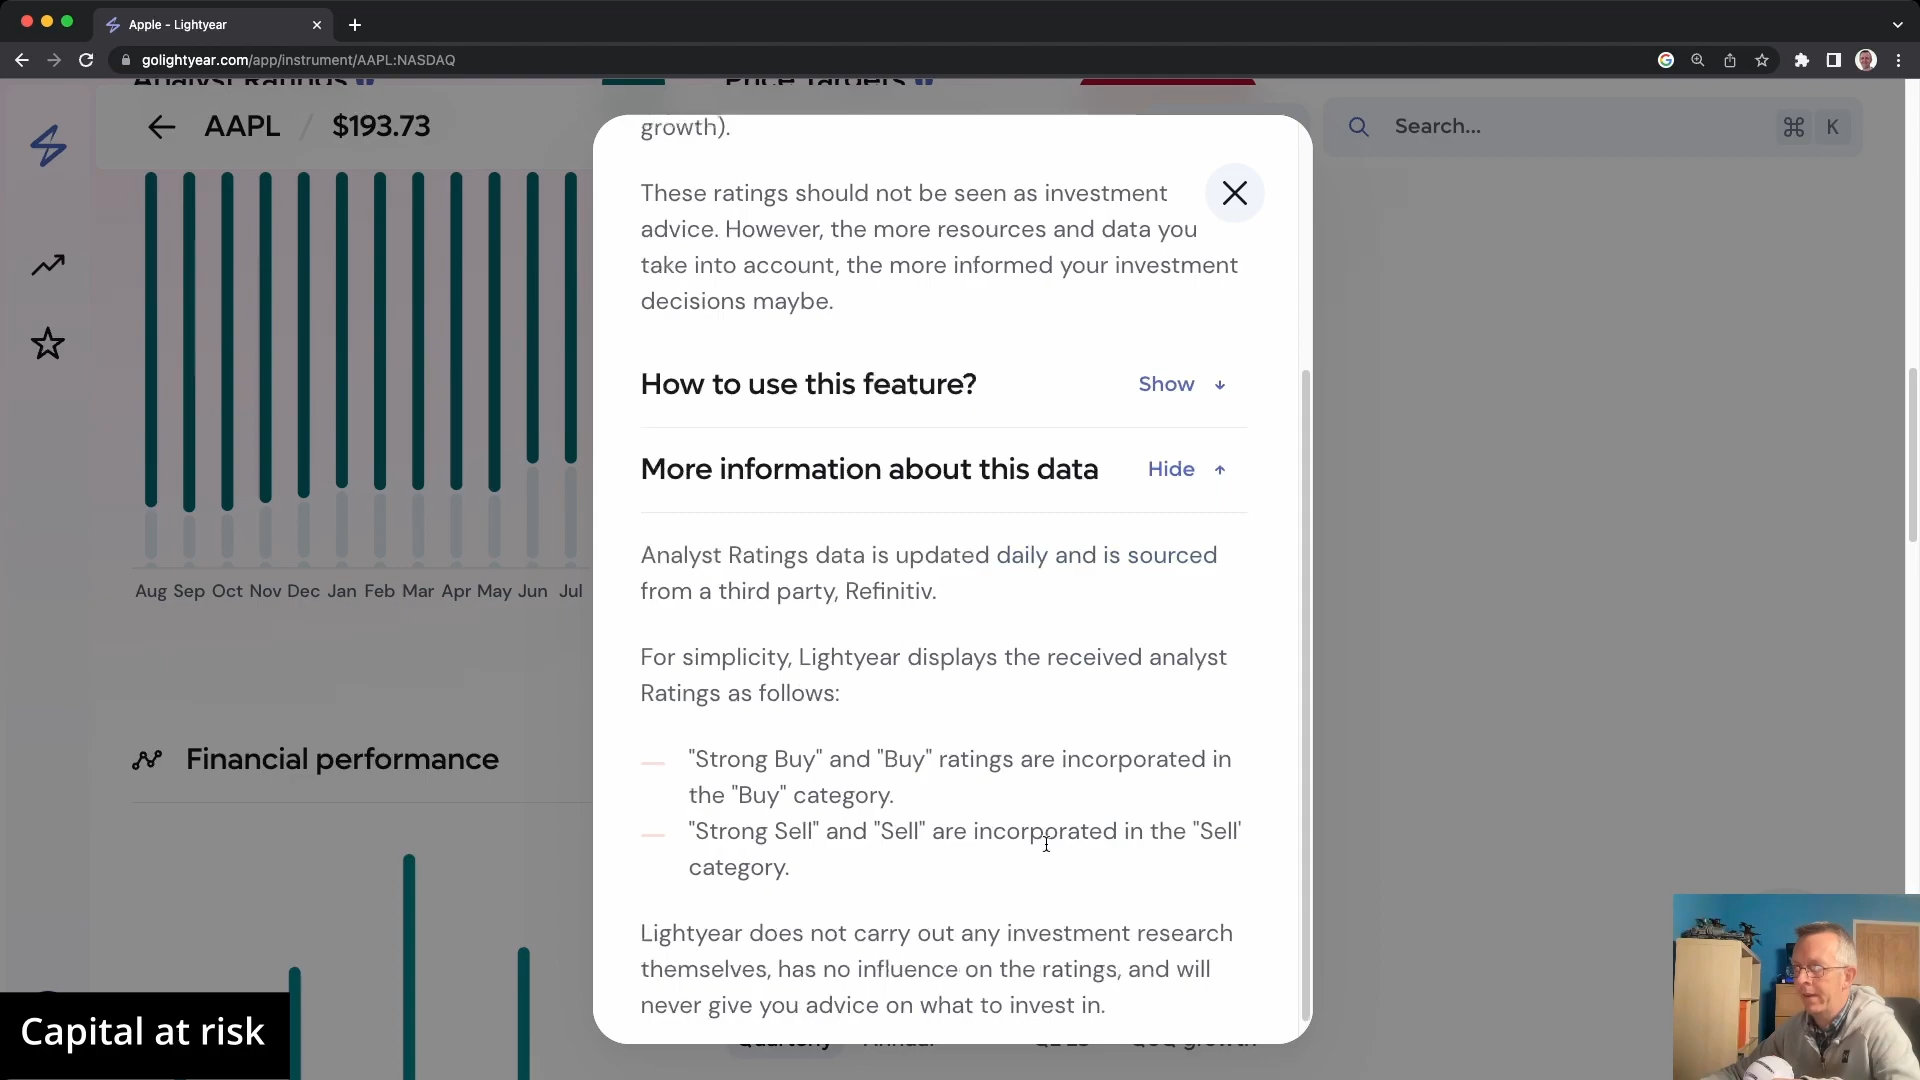 Apple - Lightyear
golightyear.com/app/instrument/AAPL:NASDAQ
Analyst Ratings
Price Targets
AAPL / $193.73
Search...
⌘ K
growth).
These ratings should not be seen as investment
advice. However, the more resources and data you
take into account, the more informed your investment
decisions maybe.
How to use this feature?
Show ↓
More information about this data
Hide ↑
Analyst Ratings data is updated daily and is sourced
from a third party, Refinitiv.
For simplicity, Lightyear displays the received analyst
Ratings as follows:
"Strong Buy" and "Buy" ratings are incorporated in
the "Buy" category.
"Strong Sell" and "Sell" are incorporated in the "Sell'
category.
Lightyear does not carry out any investment research
themselves, has no influence on the ratings, and will
never give you advice on what to invest in.
Aug Sep Oct Nov Dec Jan Feb Mar Apr May Jun Jul
Financial performance
Quarterly Annual
growth
Capital at risk